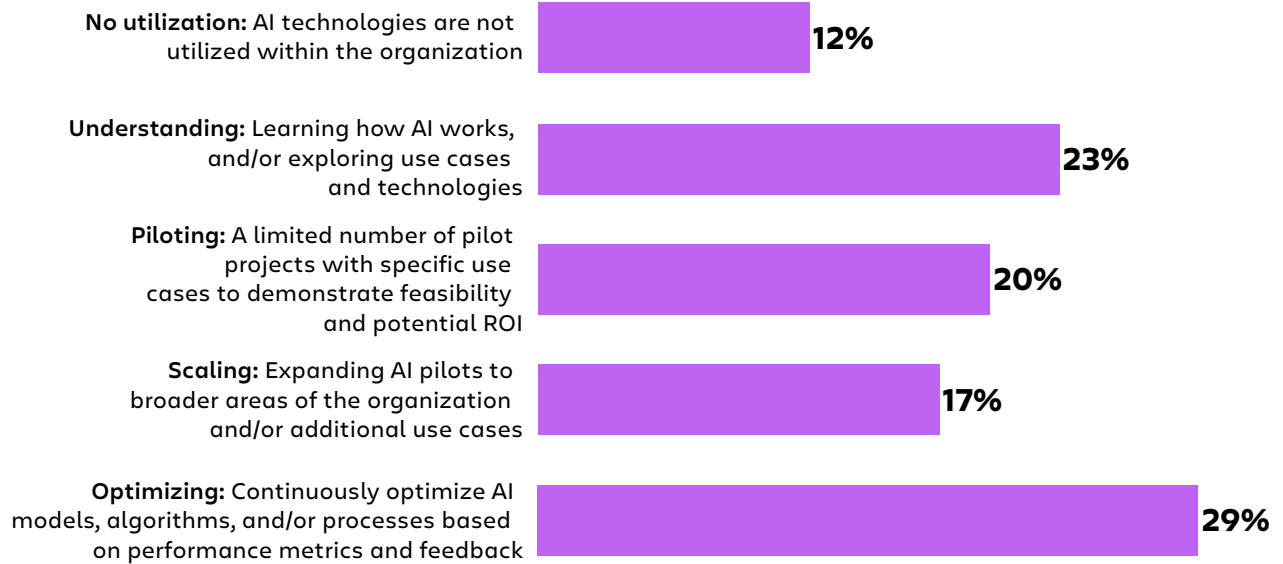 No utilization: AI technologies are not
utilized within the organization
12%
Understanding: Learning how AI works,
and/or exploring use cases
and technologies
23%
Piloting: A limited number of pilot
projects with specific use
cases to demonstrate feasibility
and potential ROI
20%
Scaling: Expanding AI pilots to
broader areas of the organization
and/or additional use cases
17%
Optimizing: Continuously optimize AI
models, algorithms, and/or processes based
on performance metrics and feedback
29%